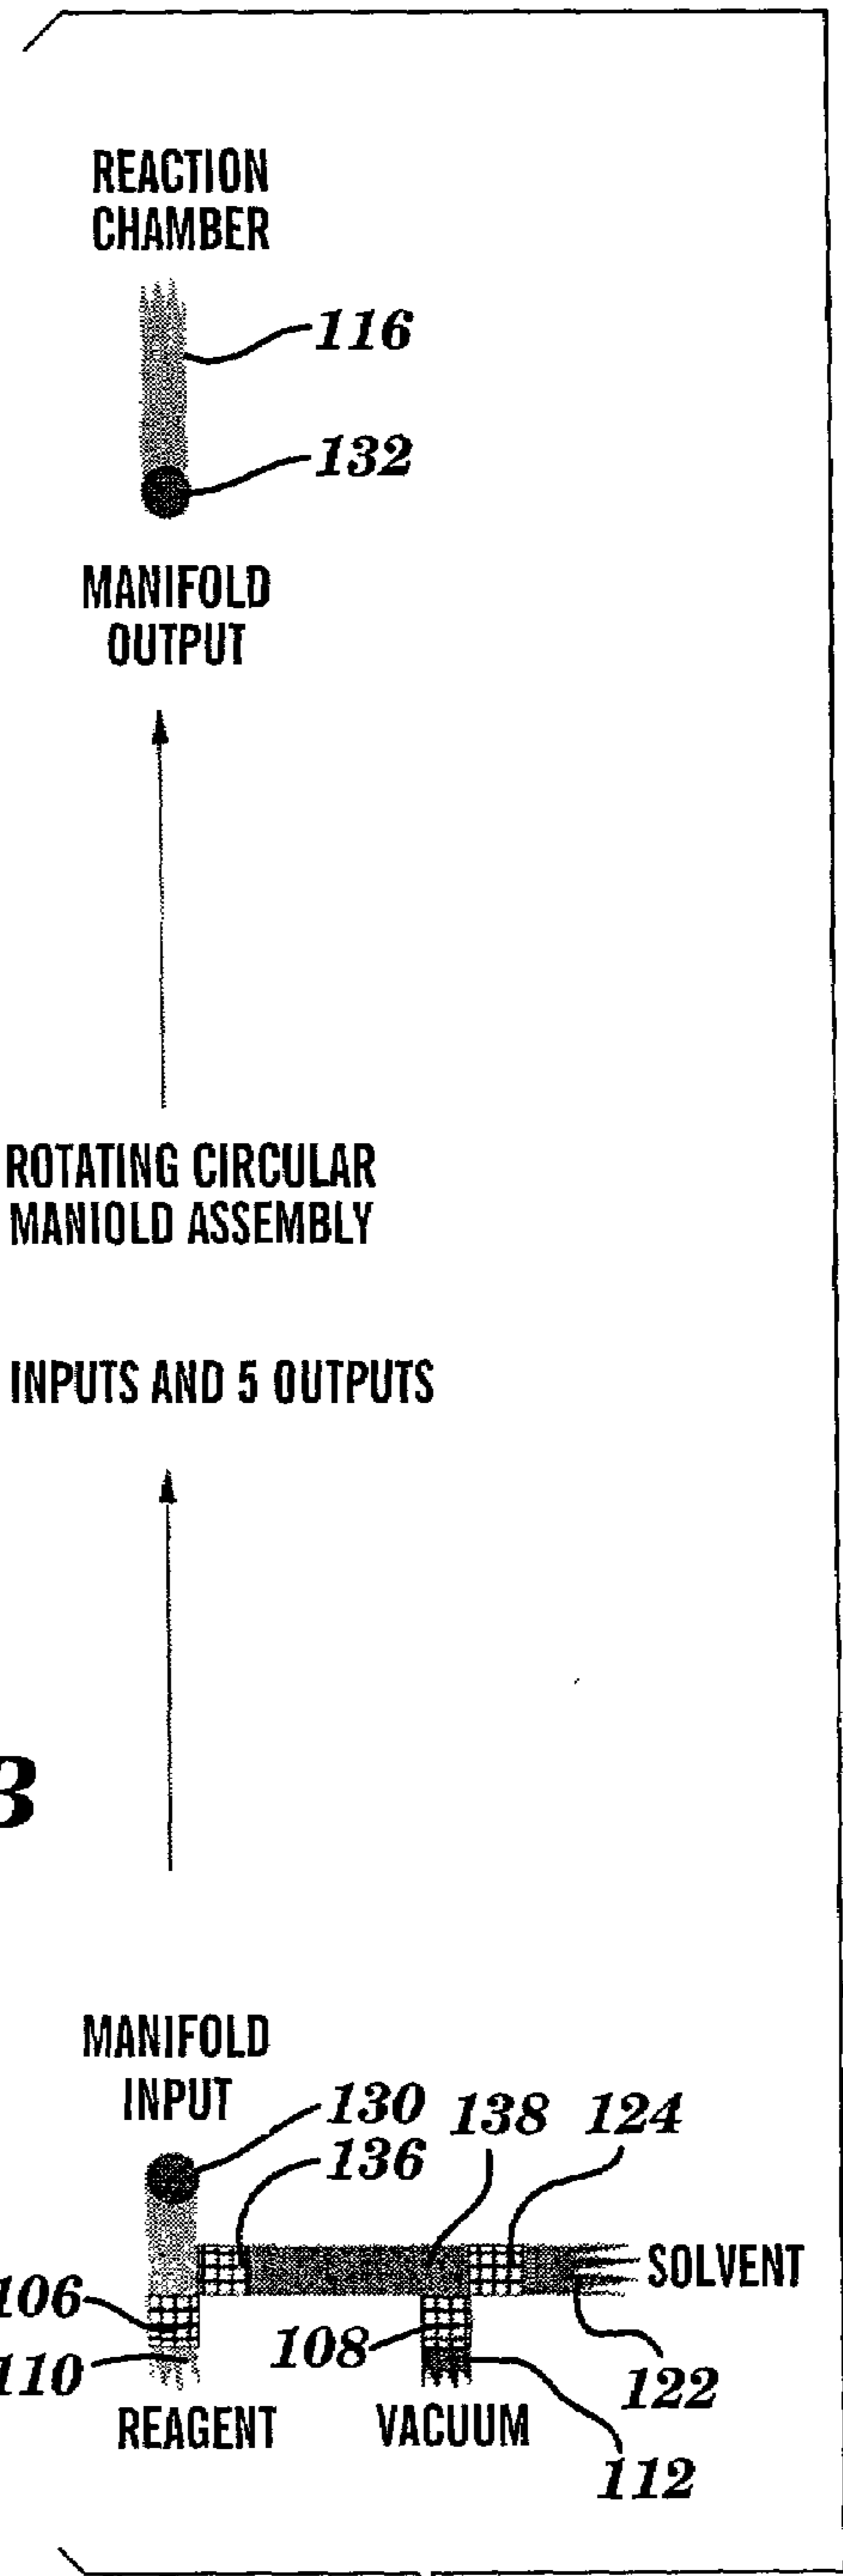 REACTION
CHAMBER
116
132
MANIFOLD
OUTPUT
ROTATING CIRCULAR
MANIOLD ASSEMBLY
INPUTS AND 5 OUTPUTS
MANIFOLD
INPUT
130
138
124
136
SOLVENT
106
108
110
122
REAGENT
VACUUM
112